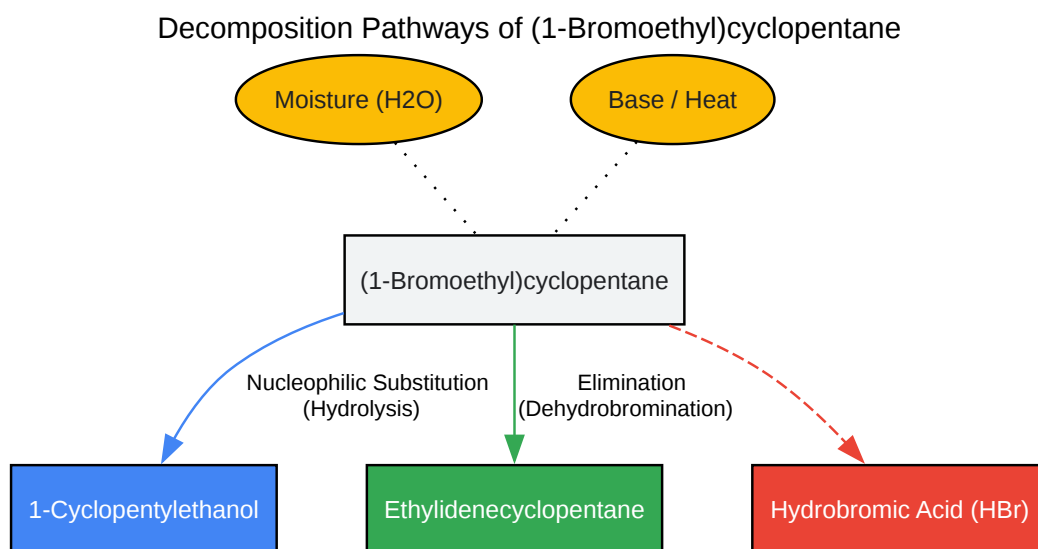 Decomposition Pathways of (1-Bromoethyl)cyclopentane
Moisture (H2O)
Base / Heat
(1-Bromoethyl)cyclopentane
Nucleophilic Substitution
(Hydrolysis)
Elimination
(Dehydrobromination)
1-Cyclopentylethanol
Ethylidenecyclopentane
Hydrobromic Acid (HBr)